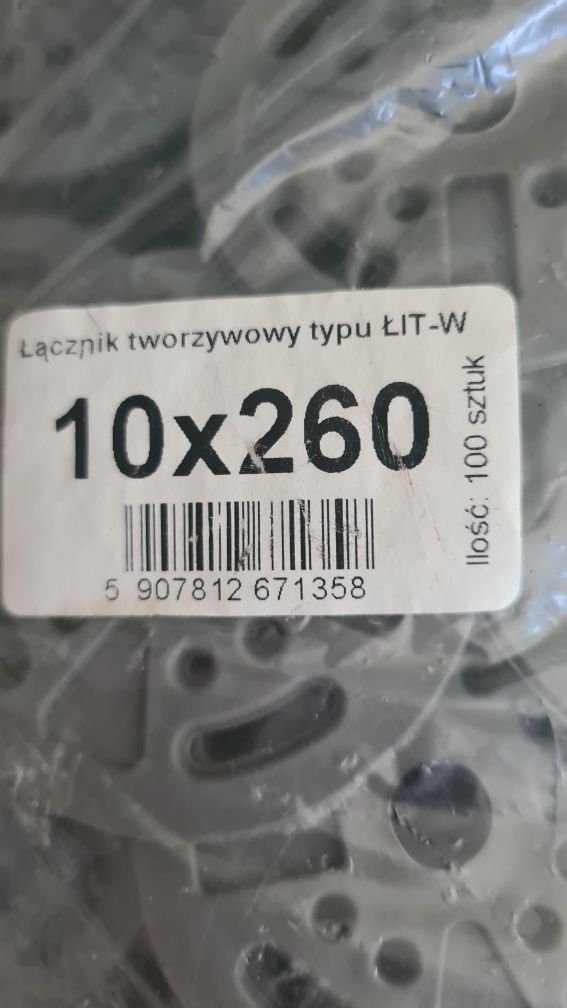 Łącznik tworzywowy typu ŁIT-W
10x260
Ilość: 100 sztuk
5 907812 671358